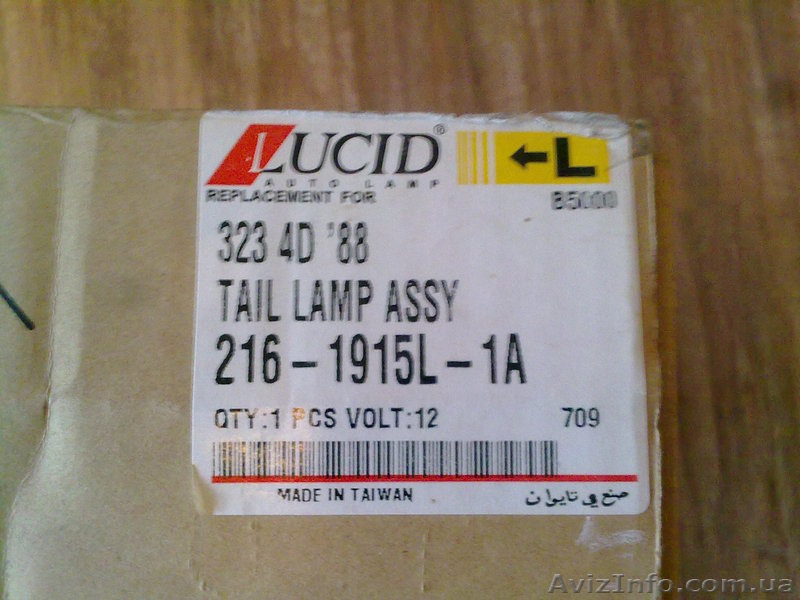 LUCID®
AUTO LAMP
← L
REPLACEMENT FOR
B5000
323 4D '88
TAIL LAMP ASSY
216-1915L-1A
QTY:1 PCS VOLT:12 709
MADE IN TAIWAN صنع في تايوان
AvizInfo.com.ua